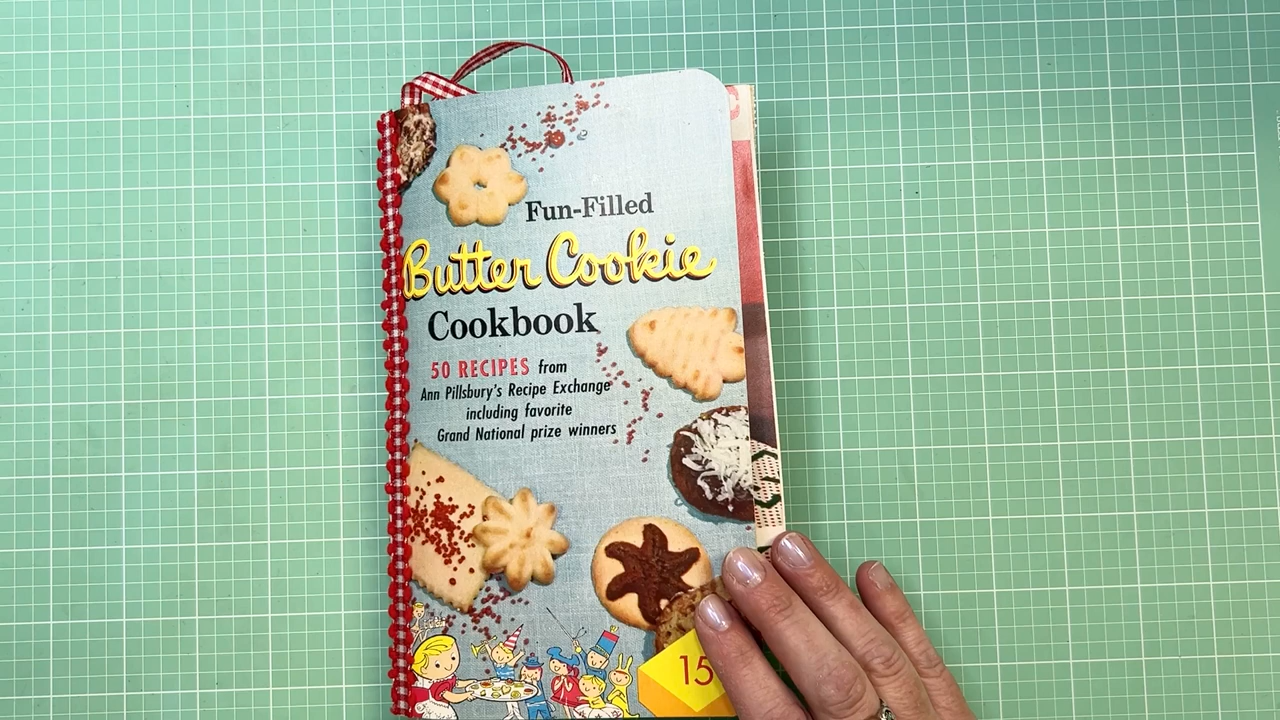 Fun-Filled
Butter Cookie
Cookbook
50 RECIPES from
Ann Pillsbury's Recipe Exchange
including favorite
Grand National prize winners
15